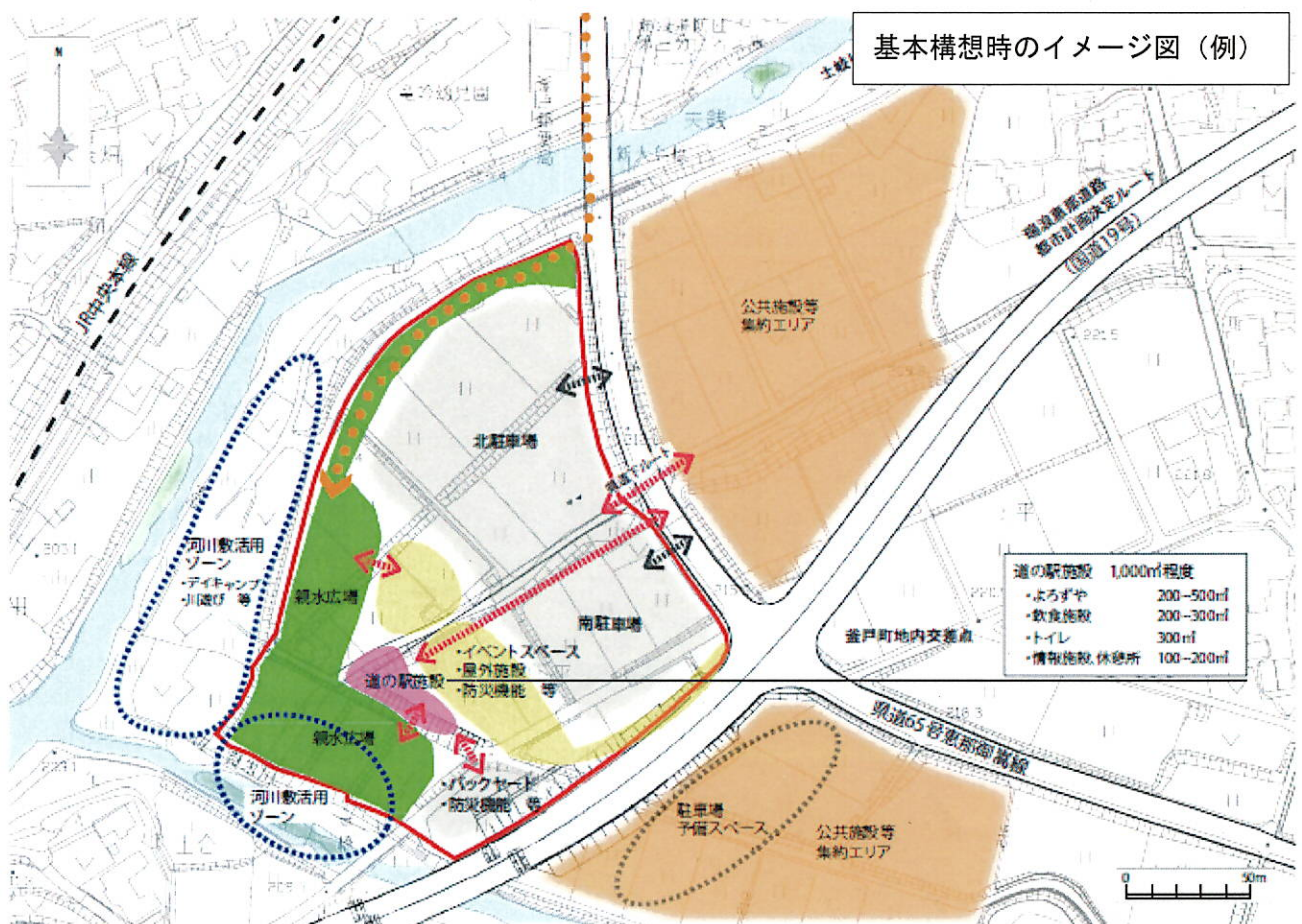 基本構想時のイメージ図（例）
N
JR中央本線
瑞浪恵那道路
都市計画決定ルート
(国道19号)
公共施設等
集約エリア
北駐車場
県道下ルート
河川敷活用
ゾーン
・デイキャンプ
・川遊び 等
親水広場
南駐車場
・イベントスペース
・屋外施設
・防災機能 等
道の駅施設
釜戸町地内交差点
道の駅施設 1,000㎡程度
・よろずや 200~500㎡
・飲食施設 200~300㎡
・トイレ 300㎡
・情報施設、休憩所 100~200㎡
親水広場
県道65号恵那御嵩線
河川敷活用
ゾーン
・バックヤード
・防災機能 等
駐車場
予備スペース
公共施設等
集約エリア
0 50m